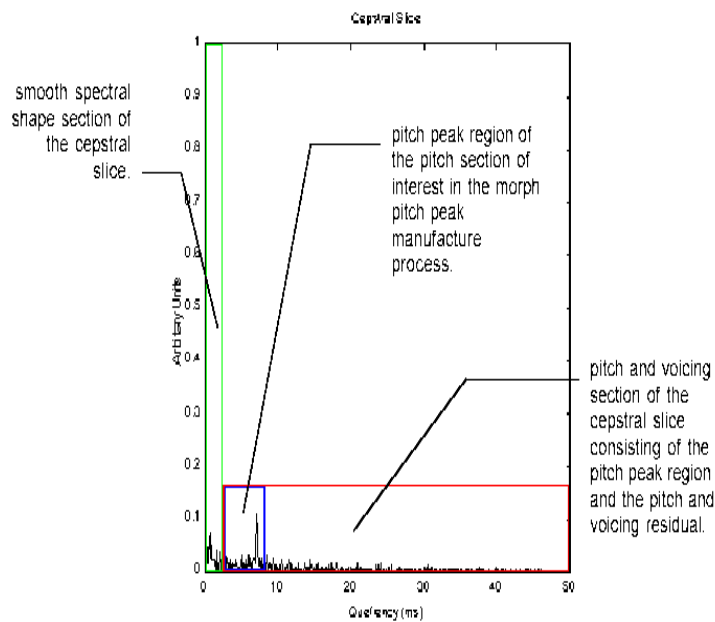 Cepstral Slice
smooth spectral
shape section of
the cepstral
slice.
pitch peak region of
the pitch section of
interest in the morph
pitch peak
manufacture
process.
pitch and voicing
section of the
cepstral slice
consisting of the
pitch peak region
and the pitch and
voicing residual.
Arbitrary Units
1
0.9
0.8
0.7
0.6
0.5
0.4
0.3
0.2
0.1
0
0 10 20 30 40 50
Quefrency (ms)